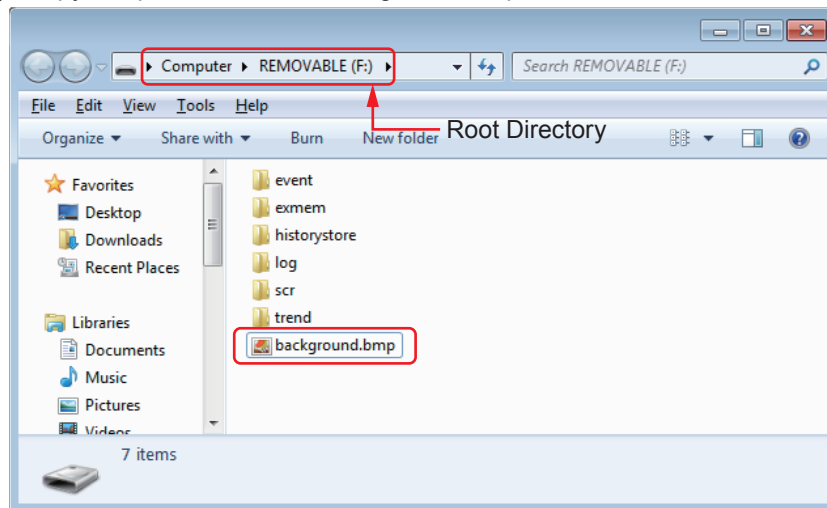 Computer ▸ REMOVABLE (F:) ▸ Search REMOVABLE (F:)
File Edit View Tools Help
Root Directory
Organize Share with Burn New folder
Favorites
Desktop
Downloads
Recent Places
Libraries
Documents
Music
Pictures
Videos
event
exmem
historystore
log
scr
trend
background.bmp
7 items